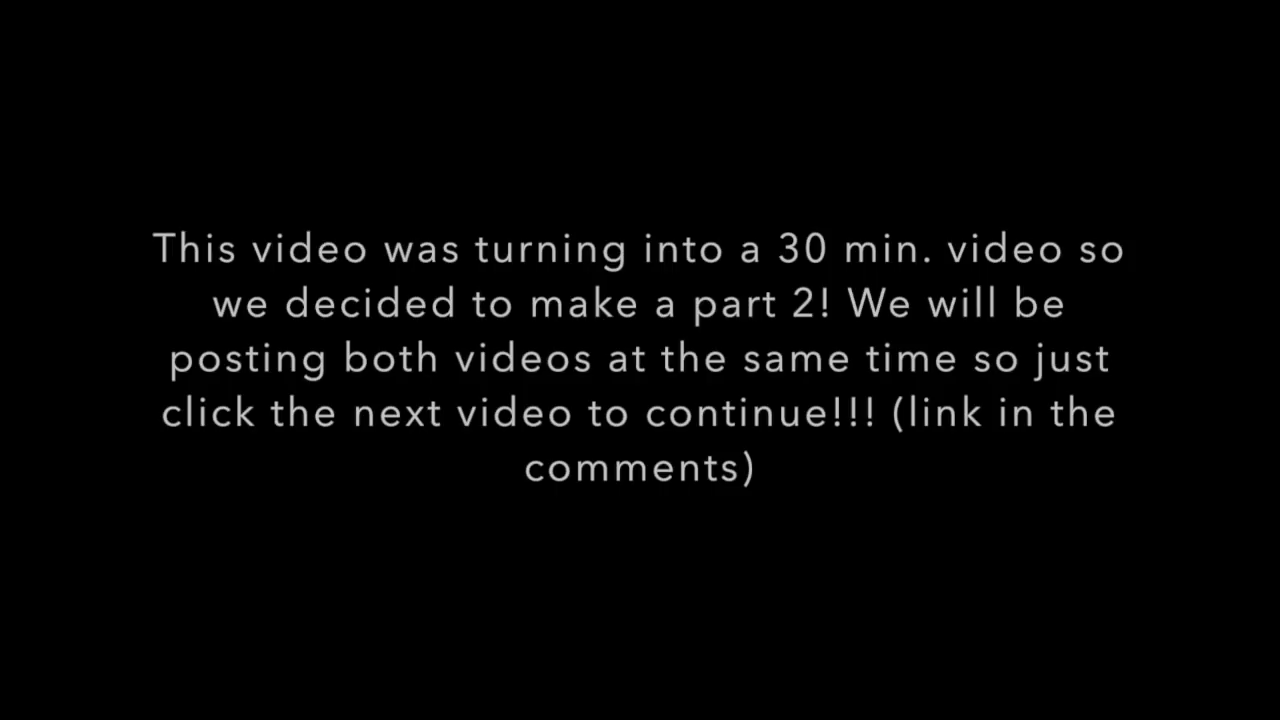 This video was turning into a 30 min. video so
we decided to make a part 2! We will be
posting both videos at the same time so just
click the next video to continue!!! (link in the
comments)